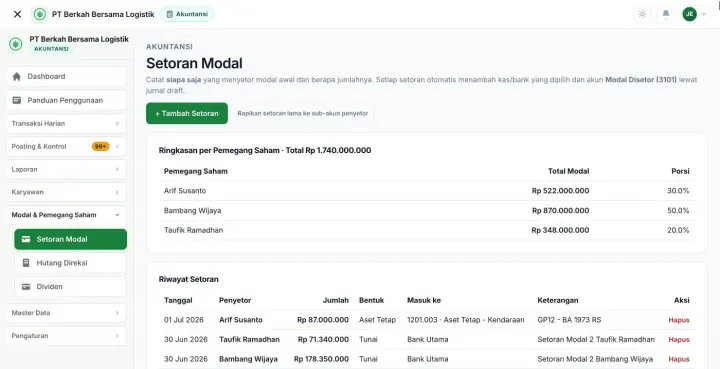 PT Berkah Bersama Logistik Akuntansi JE
PT Berkah Bersama Logistik
AKUNTANSI
Dashboard
Panduan Penggunaan
Transaksi Harian
Posting & Kontrol 99+
Laporan
Karyawan
Modal & Pemegang Saham
Setoran Modal
Hutang Direksi
Dividen
Master Data
Pengaturan
AKUNTANSI
Setoran Modal
Catat siapa saja yang menyetor modal awal dan berapa jumlahnya. Setiap setoran otomatis menambah kas/bank yang dipilih dan akun Modal Disetor (3101) lewat
jurnal draft.
+ Tambah Setoran Rapikan setoran lama ke sub-akun penyetor
Ringkasan per Pemegang Saham · Total Rp 1.740.000.000
Pemegang Saham Total Modal Porsi
Arif Susanto Rp 522.000.000 30.0%
Bambang Wijaya Rp 870.000.000 50.0%
Taufik Ramadhan Rp 348.000.000 20.0%
Riwayat Setoran
Tanggal Penyetor Jumlah Bentuk Masuk ke Keterangan Aksi
01 Jul 2026 Arif Susanto Rp 87.000.000 Aset Tetap 1201.003 · Aset Tetap - Kendaraan GP12 - BA 1973 RS Hapus
30 Jun 2026 Taufik Ramadhan Rp 71.340.000 Tunai Bank Utama Setoran Modal 2 Taufik Ramadhan Hapus
30 Jun 2026 Bambang Wijaya Rp 178.350.000 Tunai Bank Utama Setoran Modal 2 Bambang Wijaya Hapus